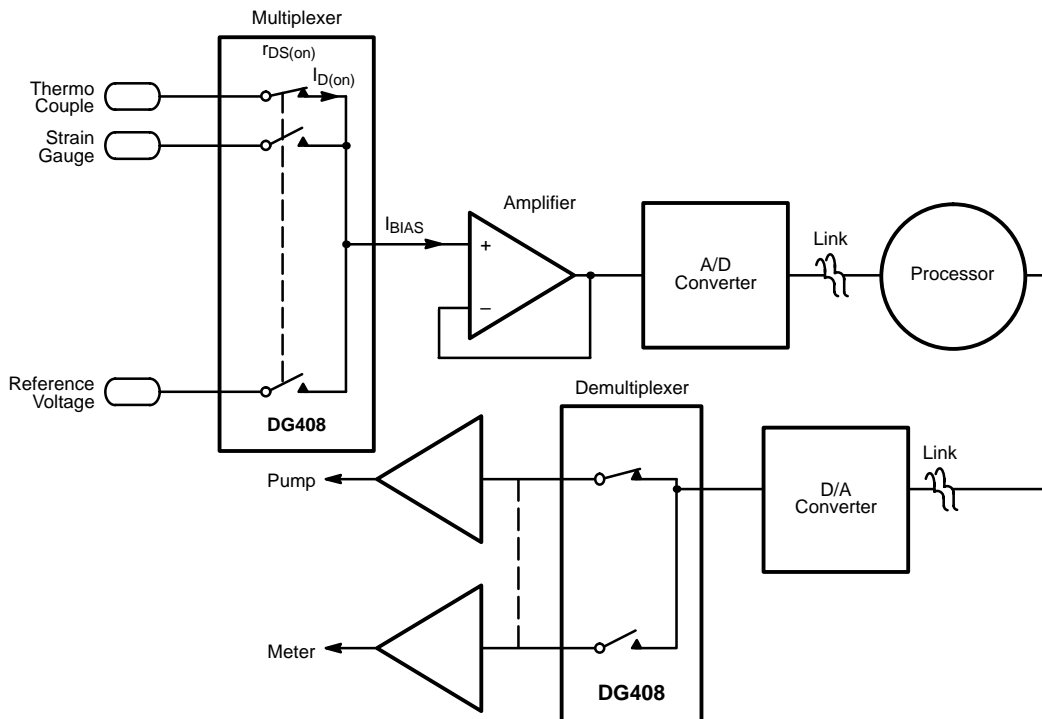 Multiplexer
rDS(on)
ID(on)
Thermo
Couple
Strain
Gauge
Amplifier
IBIAS
+
–
A/D
Converter
Link
Processor
Reference
Voltage
DG408
Demultiplexer
Pump
D/A
Converter
Link
Meter
DG408